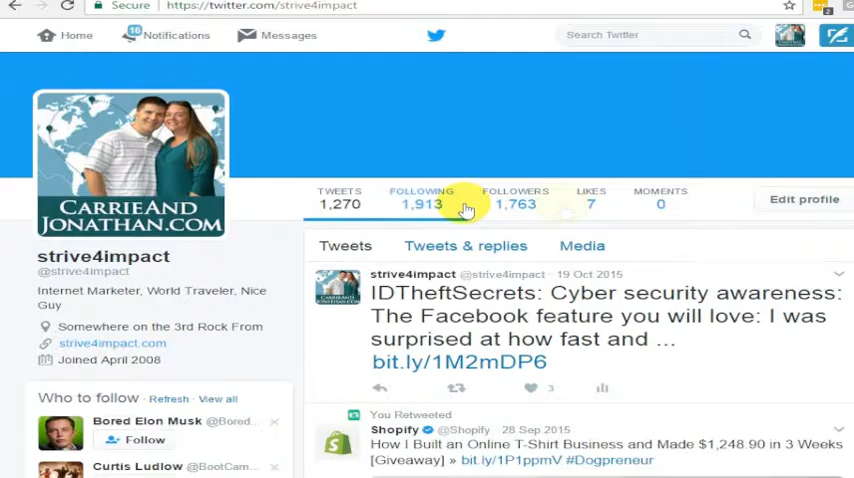 Secure https://twitter.com/strive4impact
2
Home
16
Notifications
Messages
Search Twitter
CARRIEAND
JONATHAN.COM
TWEETS
1,270
FOLLOWING
1,913
FOLLOWERS
1,763
LIKES
7
MOMENTS
0
Edit profile
strive4impact
@strive4impact
Internet Marketer, World Traveler, Nice
Guy
Somewhere on the 3rd Rock From
strive4impact.com
Joined April 2008
Who to follow · Refresh · View all
Bored Elon Musk @Bored...
Follow
Curtis Ludlow @BootCam...
Tweets Tweets & replies Media
strive4impact @strive4impact · 19 Oct 2015
IDTheftSecrets: Cyber security awareness:
The Facebook feature you will love: I was
surprised at how fast and ...
bit.ly/1M2mDP6
3
You Retweeted
Shopify @Shopify · 28 Sep 2015
How I Built an Online T-Shirt Business and Made $1,248.90 in 3 Weeks
[Giveaway] » bit.ly/1P1ppmV #Dogpreneur